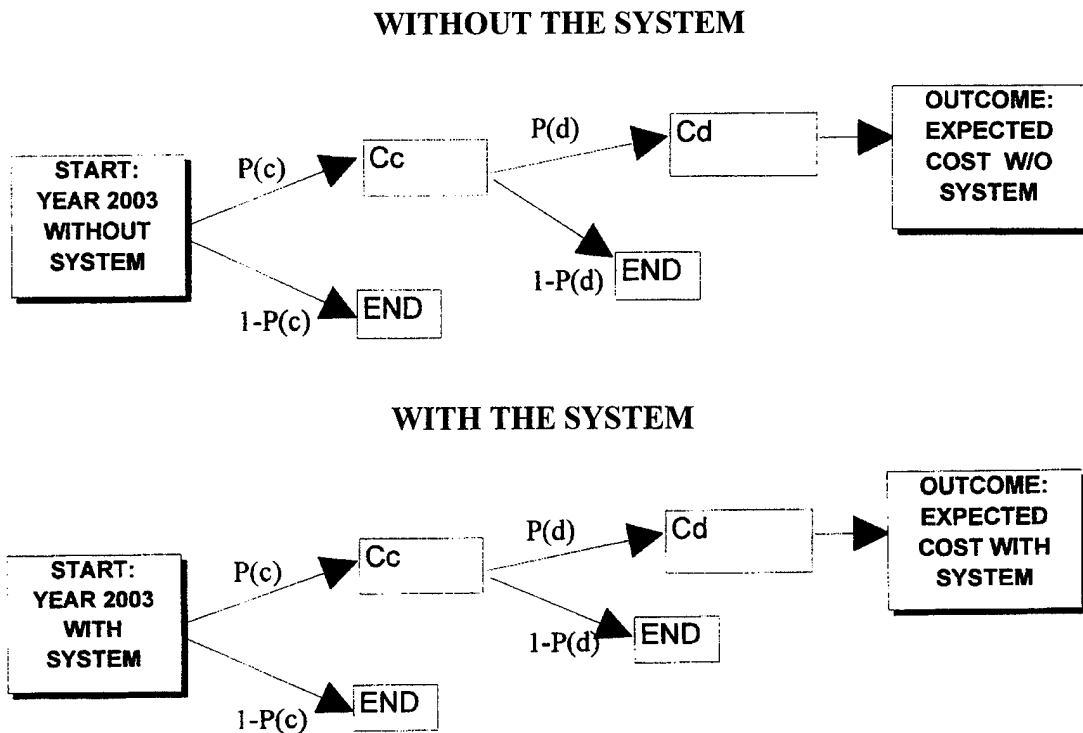 WITHOUT THE SYSTEM
START:
YEAR 2003
WITHOUT
SYSTEM
P(c)
1-P(c)
Cc
END
P(d)
1-P(d)
Cd
END
OUTCOME:
EXPECTED
COST W/O
SYSTEM
WITH THE SYSTEM
START:
YEAR 2003
WITH
SYSTEM
P(c)
1-P(c)
Cc
END
P(d)
1-P(d)
Cd
END
OUTCOME:
EXPECTED
COST WITH
SYSTEM